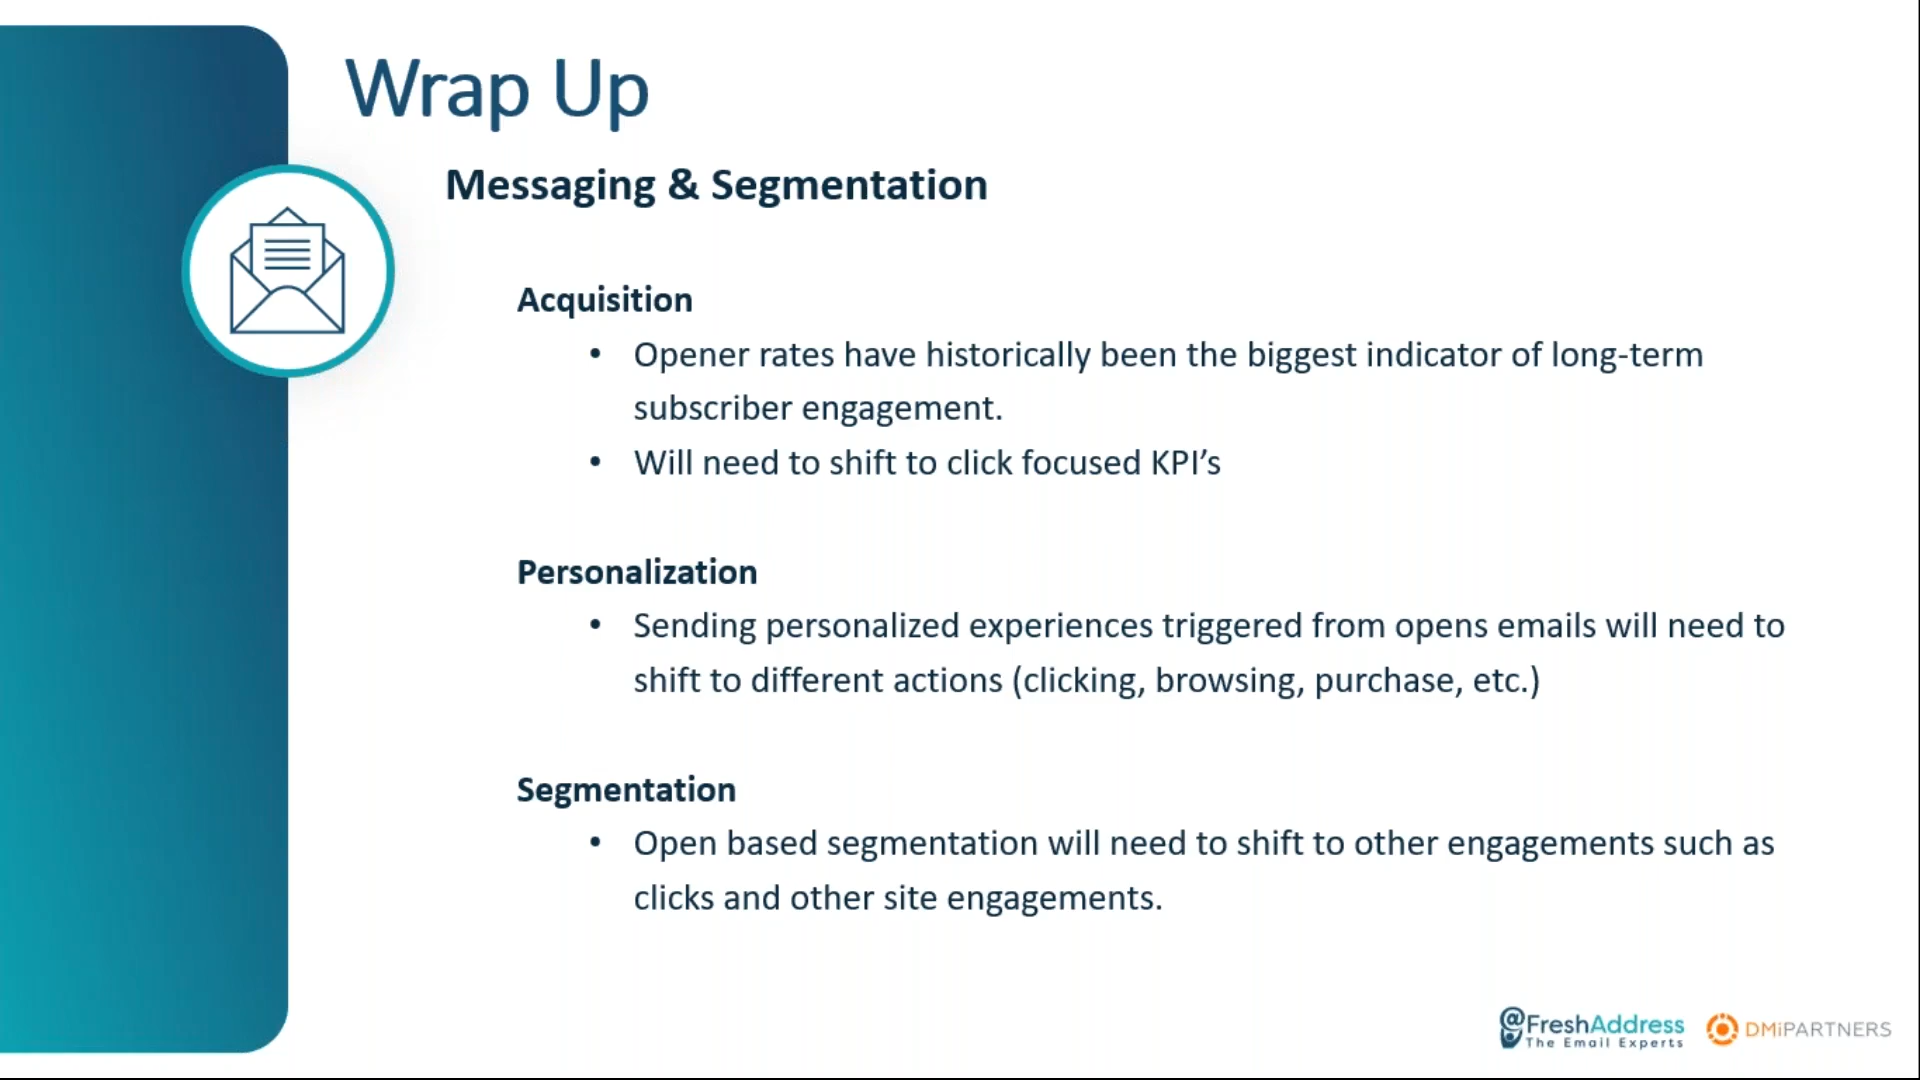 Wrap Up
Messaging & Segmentation
Acquisition
• Opener rates have historically been the biggest indicator of long-term
subscriber engagement.
• Will need to shift to click focused KPI’s
Personalization
• Sending personalized experiences triggered from opens emails will need to
shift to different actions (clicking, browsing, purchase, etc.)
Segmentation
• Open based segmentation will need to shift to other engagements such as
clicks and other site engagements.
@FreshAddress
The Email Experts
DMiPARTNERS